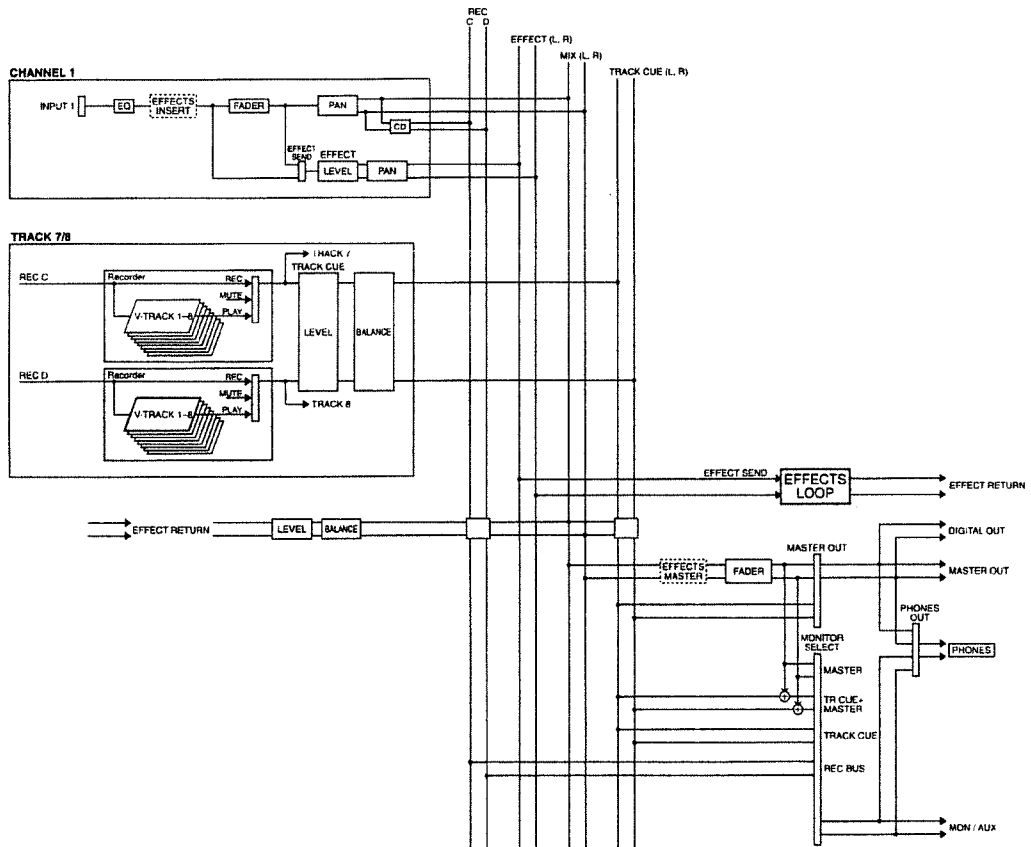 REC
C D
EFFECT (L, R)
MIX (L, R)
TRACK CUE (L, R)
CHANNEL 1
INPUT 1
EQ
EFFECTS
INSERT
FADER
PAN
CD
EFFECT
SEND
EFFECT
LEVEL
PAN
TRACK 7/8
TRACK 7
TRACK CUE
REC C
Recorder
REC
MUTE
PLAY
V-TRACK 1–8
LEVEL
BALANCE
REC D
Recorder
REC
MUTE
PLAY
V-TRACK 1–8
TRACK 8
EFFECT SEND
EFFECTS
LOOP
EFFECT RETURN
EFFECT RETURN
LEVEL
BALANCE
DIGITAL OUT
MASTER OUT
EFFECTS
MASTER
FADER
MASTER OUT
PHONES
OUT
PHONES
MONITOR
SELECT
MASTER
TR CUE+
MASTER
TRACK CUE
REC BUS
MON / AUX